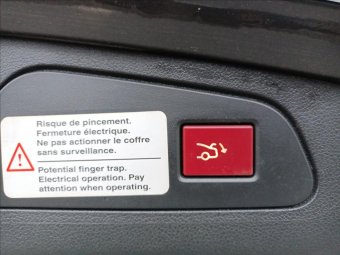 Risque de pincement.
Fermeture électrique.
Ne pas actionner le coffre
sans surveillance.
Potential finger trap.
Electrical operation. Pay
attention when operating.